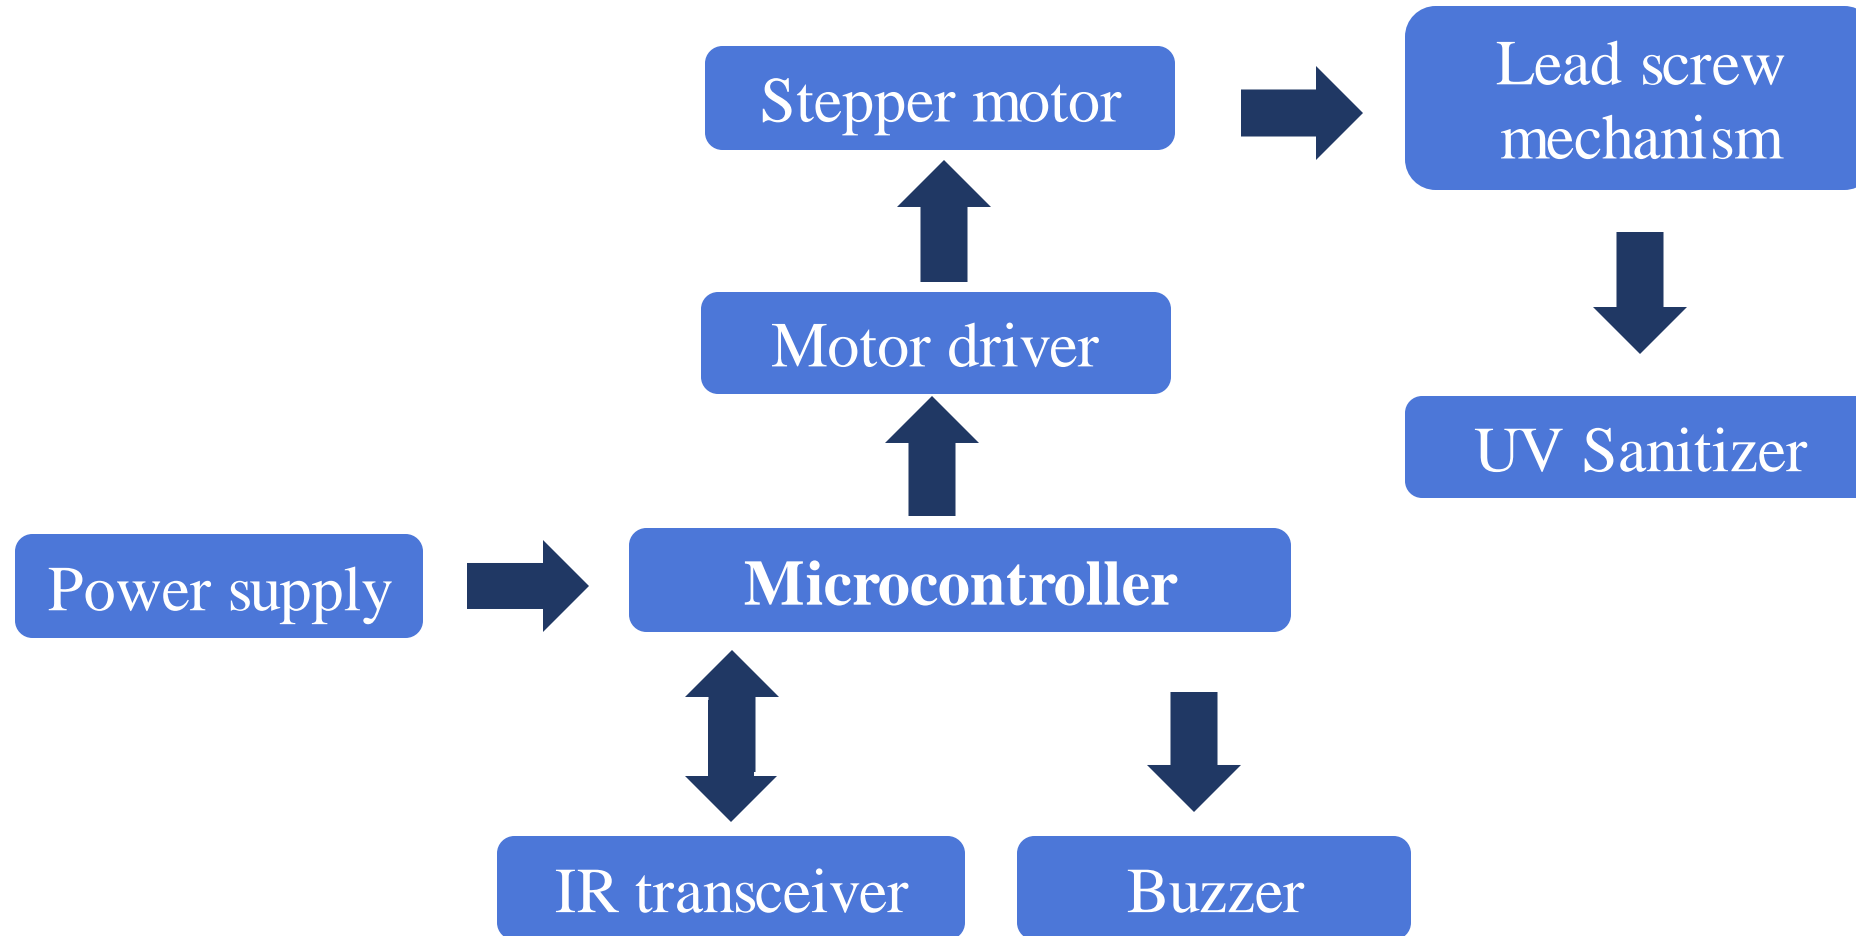 Stepper motor
Lead screw
mechanism
Motor driver
UV Sanitizer
Power supply
Microcontroller
IR transceiver
Buzzer